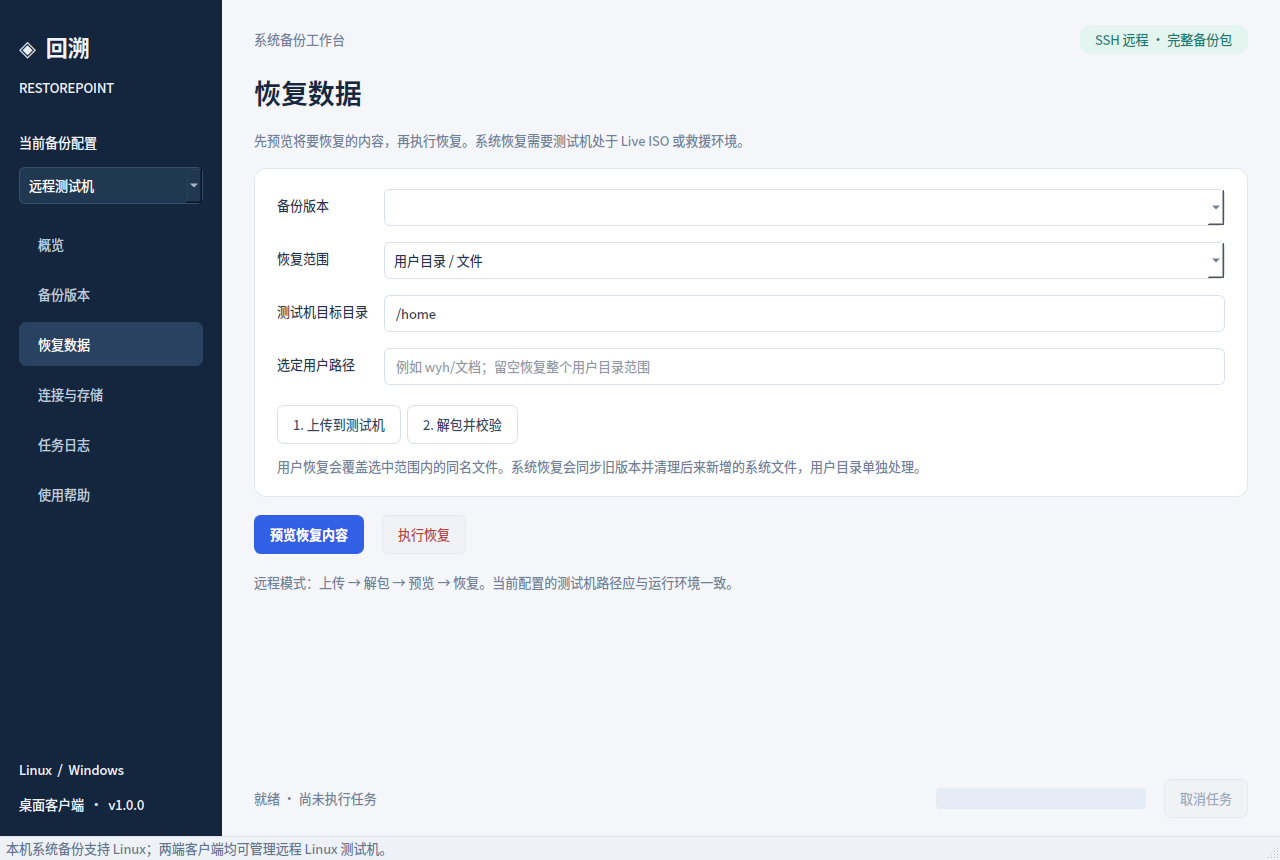 ◈ 回溯
RESTOREPOINT
当前备份配置
远程测试机
概览
备份版本
恢复数据
连接与存储
任务日志
使用帮助
Linux / Windows
桌面客户端 · v1.0.0
系统备份工作台
SSH 远程 · 完整备份包
恢复数据
先预览将要恢复的内容，再执行恢复。系统恢复需要测试机处于 Live ISO 或救援环境。
备份版本
恢复范围
用户目录 / 文件
测试机目标目录
/home
选定用户路径
例如 wyh/文档；留空恢复整个用户目录范围
1. 上传到测试机
2. 解包并校验
用户恢复会覆盖选中范围内的同名文件。系统恢复会同步旧版本并清理后来新增的系统文件，用户目录单独处理。
预览恢复内容
执行恢复
远程模式：上传 → 解包 → 预览 → 恢复。当前配置的测试机路径应与运行环境一致。
就绪 · 尚未执行任务
取消任务
本机系统备份支持 Linux；两端客户端均可管理远程 Linux 测试机。